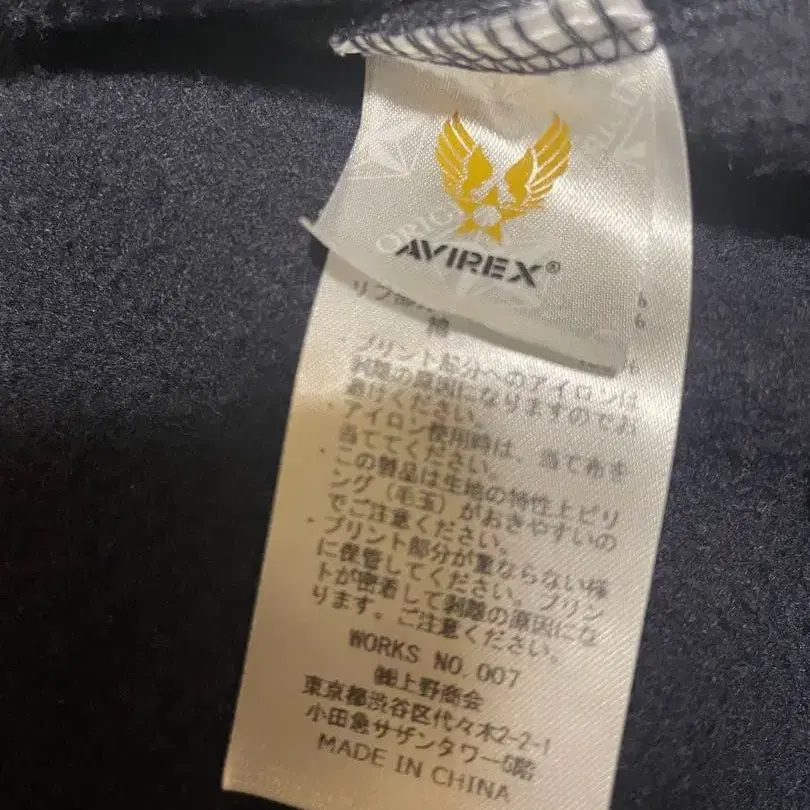 ORIGI
AVIREX®
リブ部
綿
・プリント部分へのアイロンは
剥離の原因になりますのでお
避けください。
・アイロン使用時は、当て布を
当ててください。
・この製品は生地の特性上ピリ
ング（毛玉）がおきやすいの
でご注意ください。
・プリント部分が重ならない様
に保管してください。プリン
トが密着して剥離の原因にな
ります。ご注意ください。
WORKS NO.007
㈱上野商会
東京都渋谷区代々木2-2-1
小田急サザンタワー6階
MADE IN CHINA